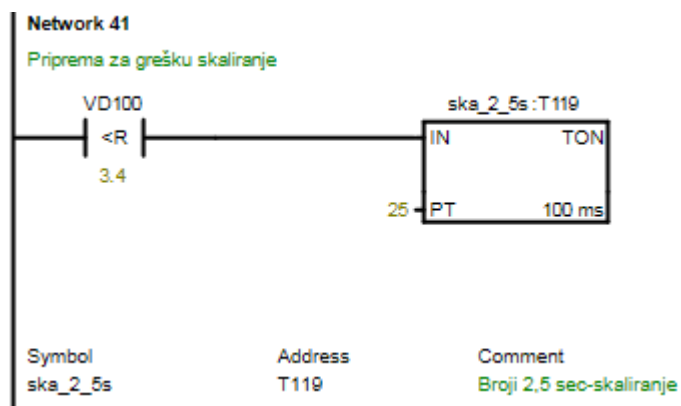 Network 41
Priprema za grešku skaliranje
VD100
<R
3.4
ska_2_5s:T119
IN TON
25 PT 100 ms
Symbol Address Comment
ska_2_5s T119 Broji 2,5 sec-skaliranje